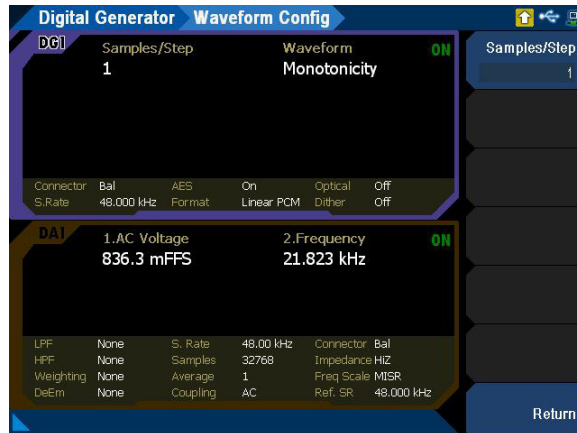 Digital Generator Waveform Config
DG1 Samples/Step Waveform ON
1 Monotonicity
Connector Bal AES On Optical Off
S.Rate 48.000 kHz Format Linear PCM Dither Off
DA1 1.AC Voltage 2.Frequency ON
836.3 mFFS 21.823 kHz
LPF None S. Rate 48.00 kHz Connector Bal
HPF None Samples 32768 Impedance HiZ
Weighting None Average 1 Freq Scale MISR
DeEm None Coupling AC Ref. SR 48.000 kHz
Samples/Step
1
Return